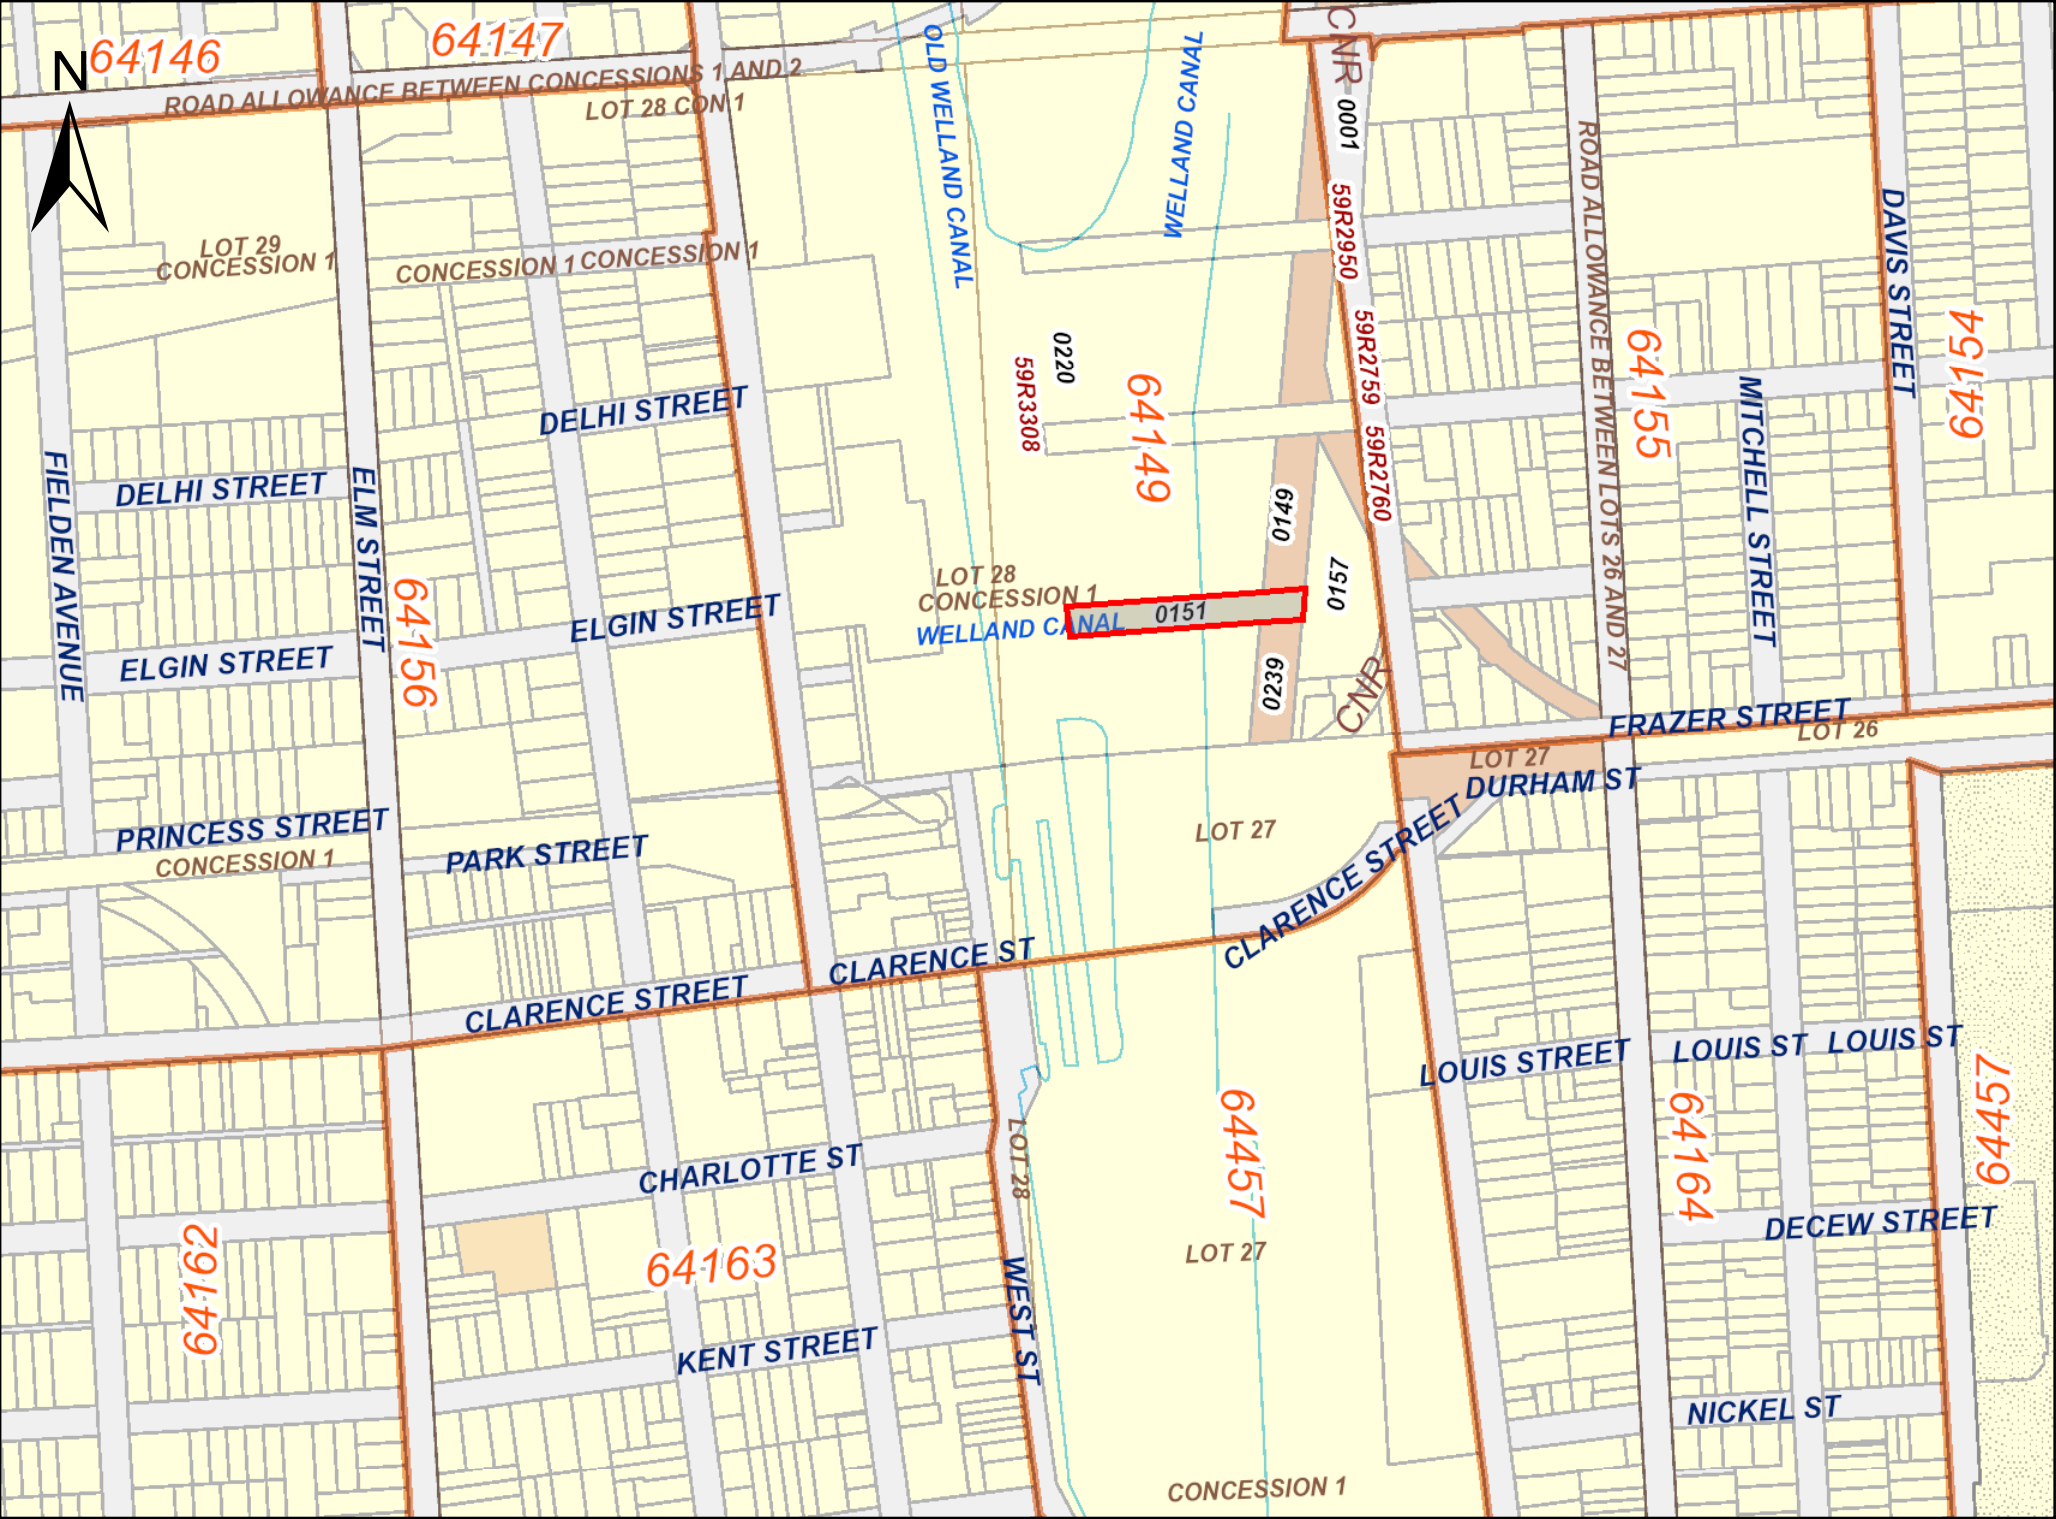 N
64146
64147
CNR
ROAD ALLOWANCE BETWEEN CONCESSIONS 1 AND 2
LOT 28 CON 1
OLD WELLAND CANAL
WELLAND CANAL
0001
59R2950
ROAD ALLOWANCE BETWEEN LOTS 26 AND 27
DAVIS STREET
LOT 29
CONCESSION 1
CONCESSION 1
CONCESSION 1
59R2759
0220
59R3308
64149
64155
64154
MITCHELL STREET
DELHI STREET
59R2760
FIELDEN AVENUE
DELHI STREET
ELM STREET
0149
LOT 28
CONCESSION 1
0157
64156
ELGIN STREET
WELLAND CANAL
0151
ELGIN STREET
0239
CNR
FRAZER STREET
LOT 26
LOT 27
DURHAM ST
PRINCESS STREET
CONCESSION 1
PARK STREET
LOT 27
CLARENCE STREET
CLARENCE ST
CLARENCE STREET
LOUIS STREET
LOUIS ST
LOUIS ST
64457
64457
64164
LOT 28
CHARLOTTE ST
DECEW STREET
64162
64163
LOT 27
WEST ST
KENT STREET
NICKEL ST
CONCESSION 1